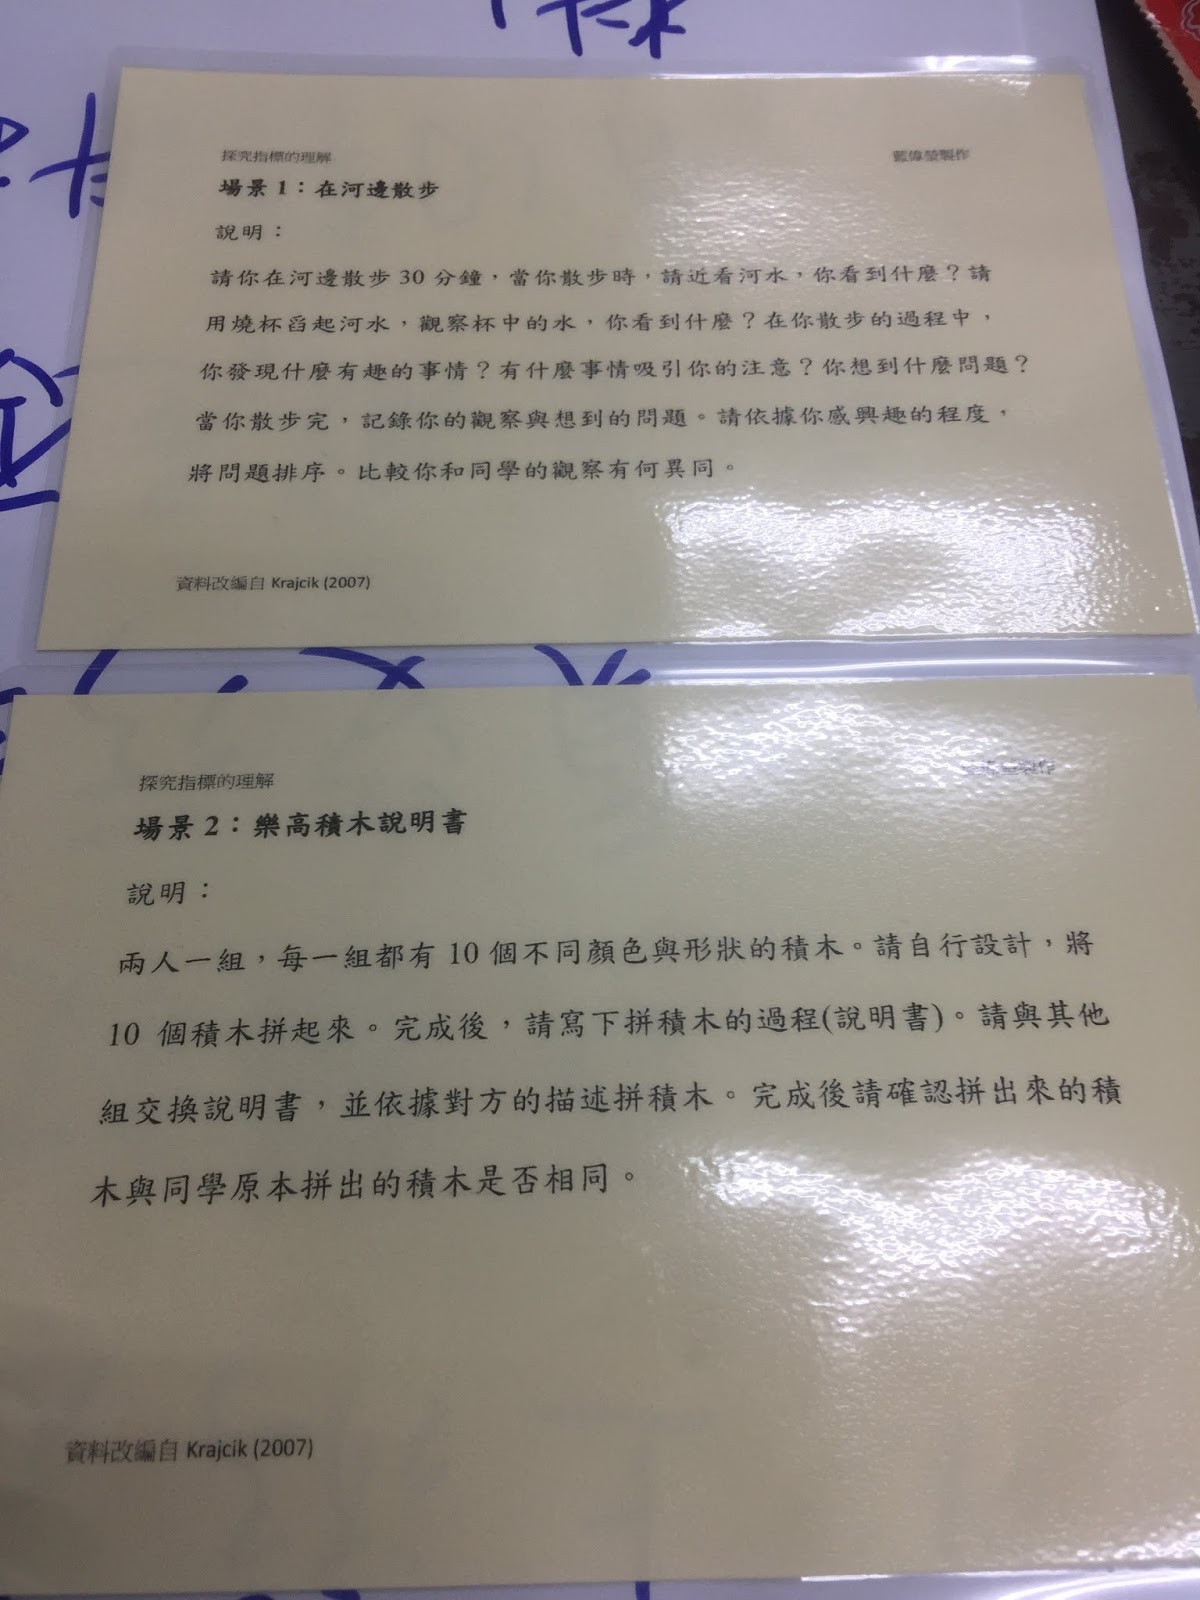 探究指標的理解
藍偉瑩製作
場景 1：在河邊散步
說明：
請你在河邊散步 30 分鐘，當你散步時，請近看河水，你看到什麼？請
用燒杯舀起河水，觀察杯中的水，你看到什麼？在你散步的過程中，
你發現什麼有趣的事情？有什麼事情吸引你的注意？你想到什麼問題？
當你散步完，記錄你的觀察與想到的問題。請依據你感興趣的程度，
將問題排序。比較你和同學的觀察有何異同。
資料改編自 Krajcik (2007)
探究指標的理解
製作
場景 2：樂高積木說明書
說明：
兩人一組，每一組都有 10 個不同顏色與形狀的積木。請自行設計，將
10 個積木拼起來。完成後，請寫下拼積木的過程(說明書)。請與其他
組交換說明書，並依據對方的描述拼積木。完成後請確認拼出來的積
木與同學原本拼出的積木是否相同。
資料改編自 Krajcik (2007)